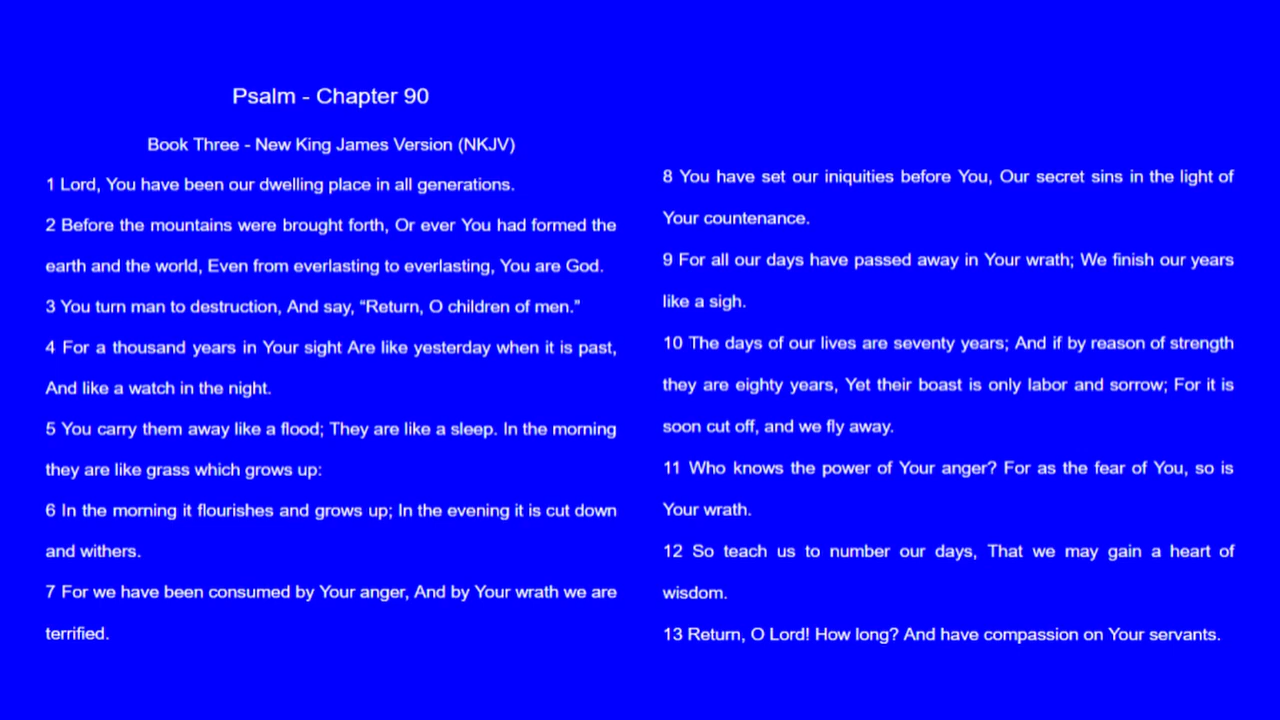 Psalm - Chapter 90
Book Three - New King James Version (NKJV)
1 Lord, You have been our dwelling place in all generations.
2 Before the mountains were brought forth, Or ever You had formed the
earth and the world, Even from everlasting to everlasting, You are God.
3 You turn man to destruction, And say, “Return, O children of men.”
4 For a thousand years in Your sight Are like yesterday when it is past,
And like a watch in the night.
5 You carry them away like a flood; They are like a sleep. In the morning
they are like grass which grows up:
6 In the morning it flourishes and grows up; In the evening it is cut down
and withers.
7 For we have been consumed by Your anger, And by Your wrath we are
terrified.
8 You have set our iniquities before You, Our secret sins in the light of
Your countenance.
9 For all our days have passed away in Your wrath; We finish our years
like a sigh.
10 The days of our lives are seventy years; And if by reason of strength
they are eighty years, Yet their boast is only labor and sorrow; For it is
soon cut off, and we fly away.
11 Who knows the power of Your anger? For as the fear of You, so is
Your wrath.
12 So teach us to number our days, That we may gain a heart of
wisdom.
13 Return, O Lord! How long? And have compassion on Your servants.